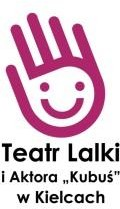 Teatr Lalki
i Aktora „Kubuś”
w Kielcach